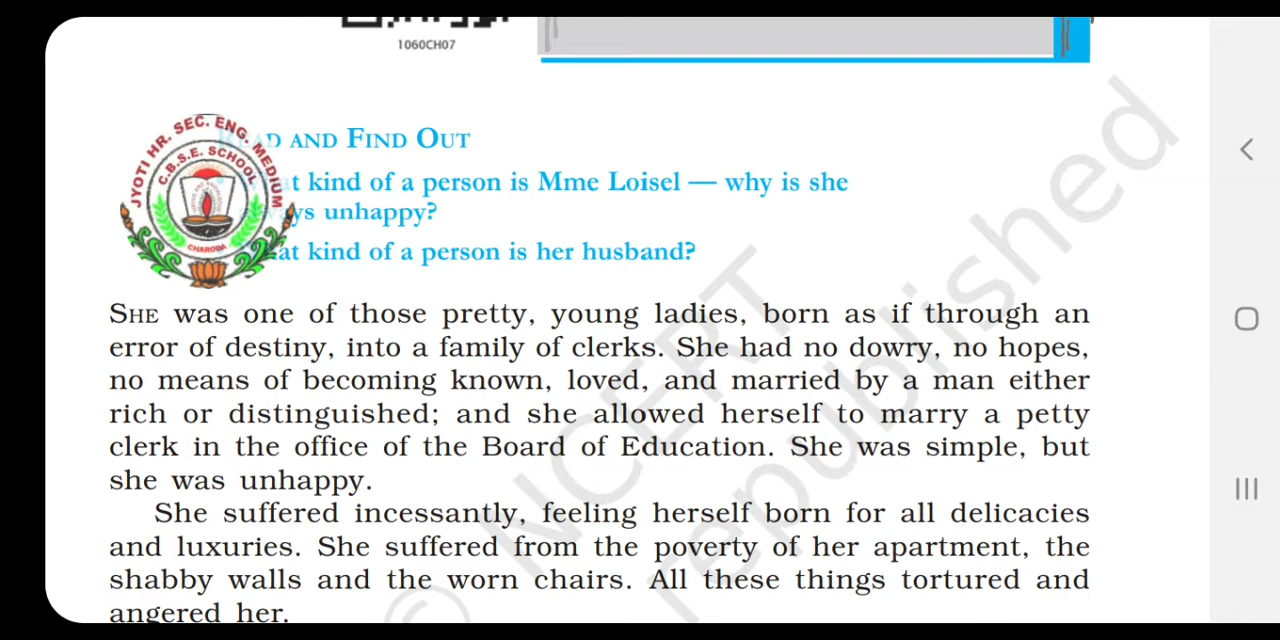 1060CH07
READ AND FIND OUT
JYOTI HR. SEC. ENG. MEDIUM
C.B.S.E. SCHOOL
CHARODA
What kind of a person is Mme Loisel — why is she
always unhappy?
What kind of a person is her husband?
SHE was one of those pretty, young ladies, born as if through an
error of destiny, into a family of clerks. She had no dowry, no hopes,
no means of becoming known, loved, and married by a man either
rich or distinguished; and she allowed herself to marry a petty
clerk in the office of the Board of Education. She was simple, but
she was unhappy.
She suffered incessantly, feeling herself born for all delicacies
and luxuries. She suffered from the poverty of her apartment, the
shabby walls and the worn chairs. All these things tortured and
angered her.
© NCERT
republished